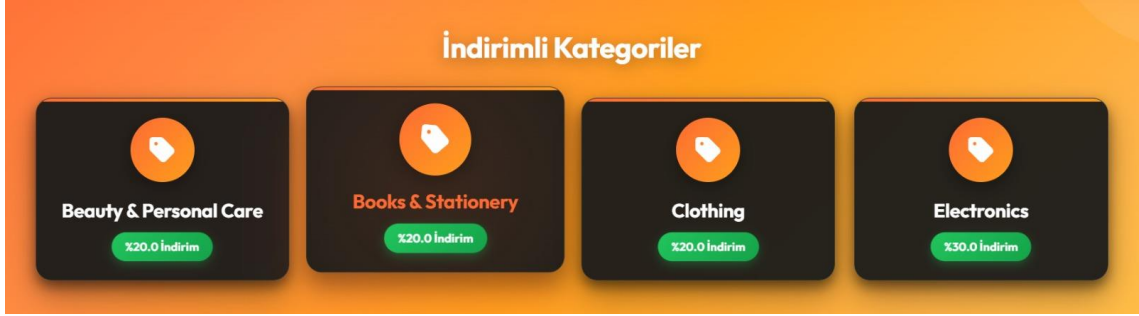 İndirimli Kategoriler
Beauty & Personal Care
%20.0 İndirim
Books & Stationery
%20.0 İndirim
Clothing
%20.0 İndirim
Electronics
%30.0 İndirim